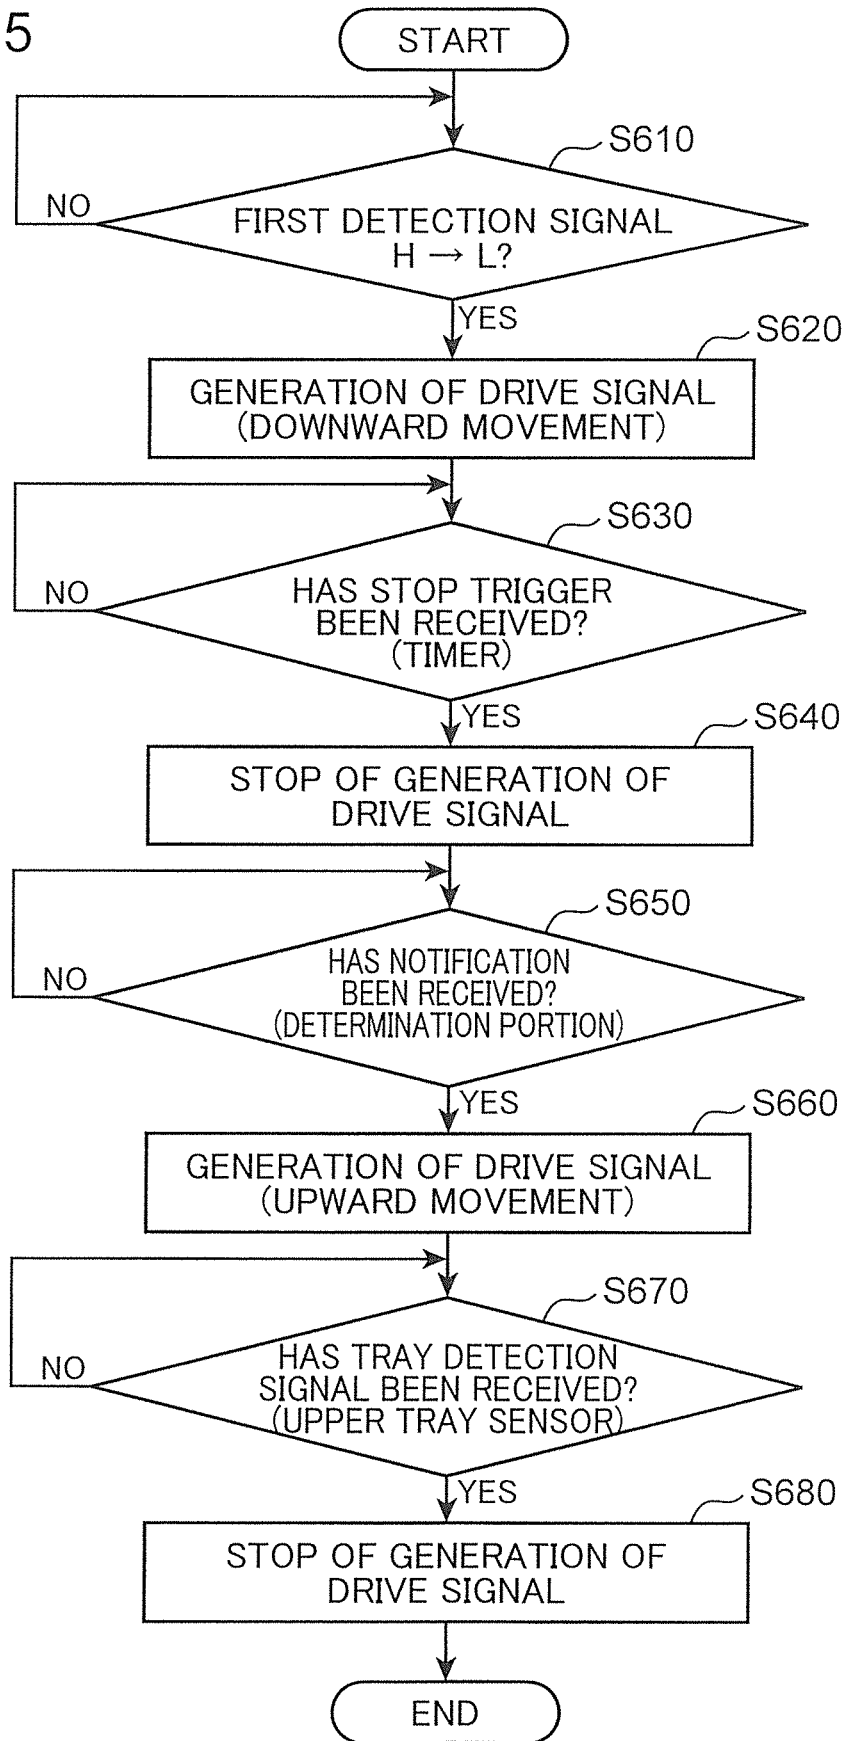 5
START
S610
NO
FIRST DETECTION SIGNAL
H → L?
YES
S620
GENERATION OF DRIVE SIGNAL
(DOWNWARD MOVEMENT)
S630
NO
HAS STOP TRIGGER
BEEN RECEIVED?
(TIMER)
YES
S640
STOP OF GENERATION OF
DRIVE SIGNAL
S650
NO
HAS NOTIFICATION
BEEN RECEIVED?
(DETERMINATION PORTION)
YES
S660
GENERATION OF DRIVE SIGNAL
(UPWARD MOVEMENT)
S670
NO
HAS TRAY DETECTION
SIGNAL BEEN RECEIVED?
(UPPER TRAY SENSOR)
YES
S680
STOP OF GENERATION OF
DRIVE SIGNAL
END